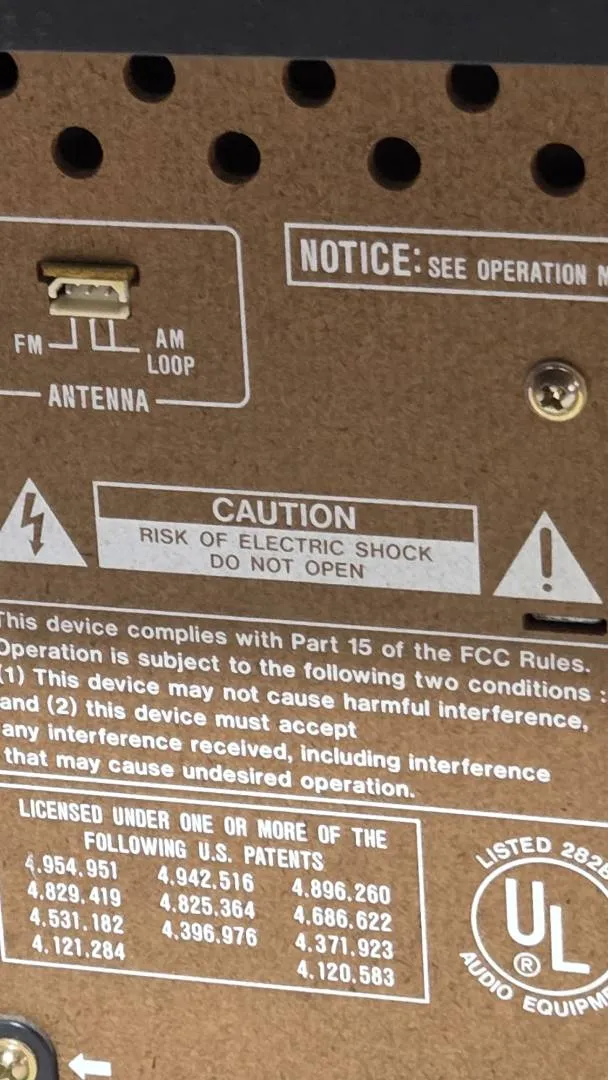 NOTICE: SEE OPERATION
FM
AM
LOOP
ANTENNA
CAUTION
RISK OF ELECTRIC SHOCK
DO NOT OPEN
This device complies with Part 15 of the FCC Rules.
Operation is subject to the following two conditions :
(1) This device may not cause harmful interference,
and (2) this device must accept
any interference received, including interference
that may cause undesired operation.
LICENSED UNDER ONE OR MORE OF THE
FOLLOWING U.S. PATENTS
4.954.951 4.942.516 4.896.260
4.829.419 4.825.364 4.686.622
4.531.182 4.396.976 4.371.923
4.121.284 4.120.583
LISTED 282B
UL
®
AUDIO EQUIPM